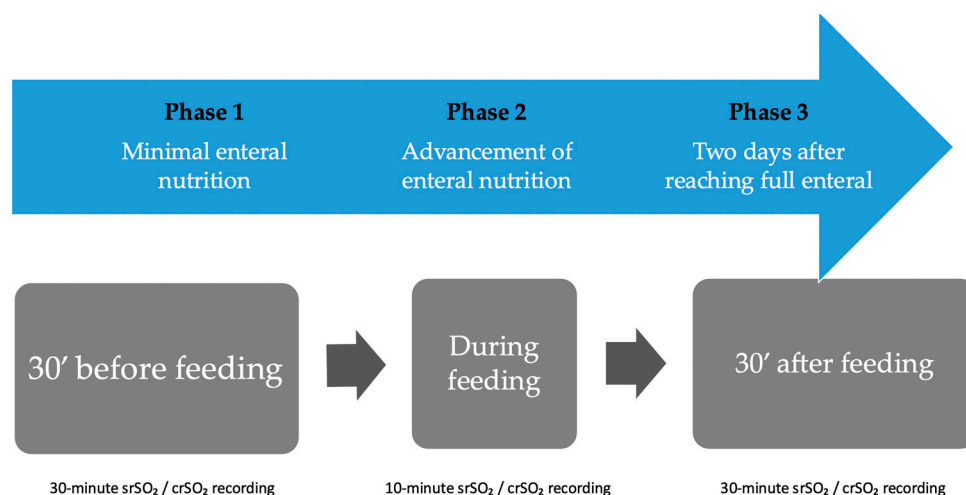 Phase 1
Minimal enteral
nutrition
Phase 2
Advancement of
enteral nutrition
Phase 3
Two days after
reaching full enteral
30′ before feeding
During
feeding
30′ after feeding
30-minute srSO₂ / crSO₂ recording
10-minute srSO₂ / crSO₂ recording
30-minute srSO₂ / crSO₂ recording